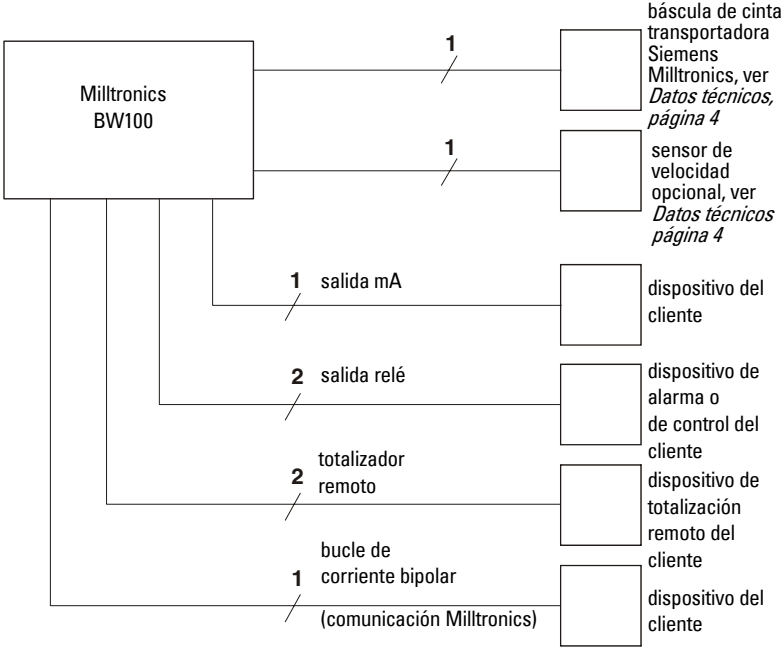 báscula de cinta
transportadora
Siemens
Milltronics, ver
Datos técnicos,
página 4
1
Milltronics
BW100
1
sensor de
velocidad
opcional, ver
Datos técnicos
página 4
1 salida mA
dispositivo del
cliente
2 salida relé
dispositivo de
alarma o
de control del
cliente
totalizador
2 remoto
dispositivo de
totalización
remoto del
cliente
bucle de
1 corriente bipolar
(comunicación Milltronics)
dispositivo del
cliente